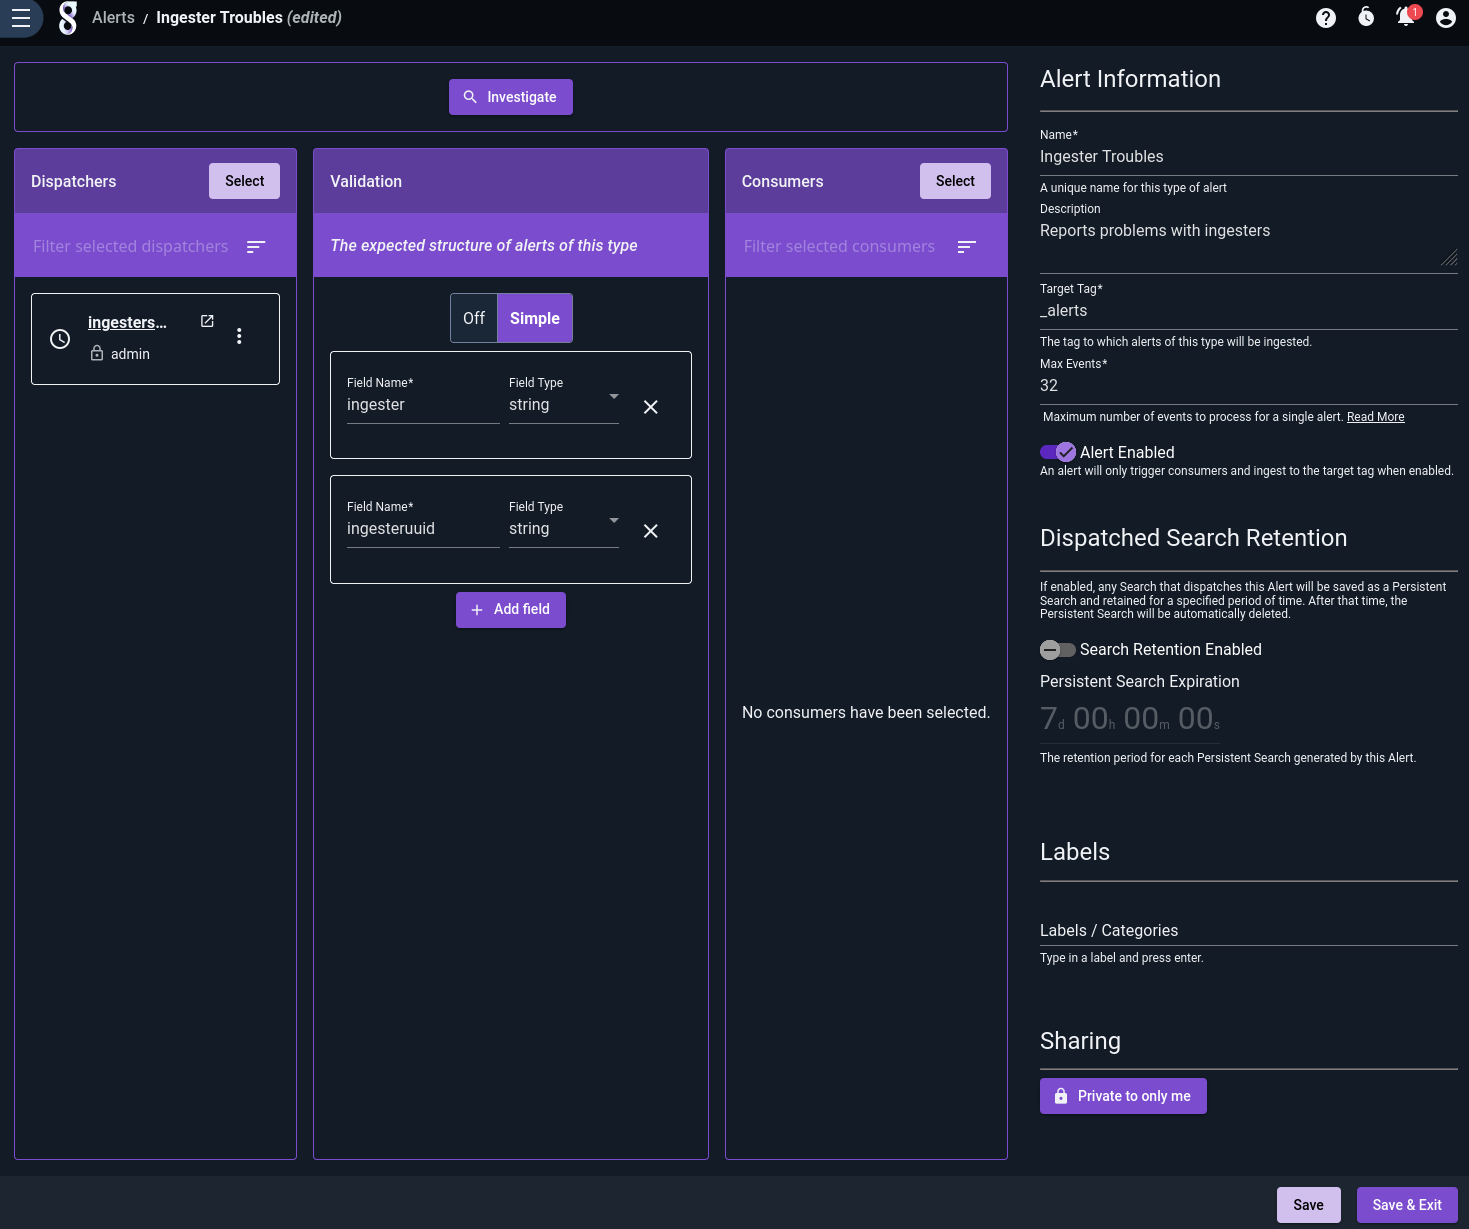 Alerts / Ingester Troubles (edited)
1
Investigate
Dispatchers
Select
Filter selected dispatchers
ingesters...
admin
Validation
The expected structure of alerts of this type
Off
Simple
Field Name*
ingester
Field Type
string
Field Name*
ingesteruuid
Field Type
string
Add field
Consumers
Select
Filter selected consumers
No consumers have been selected.
Alert Information
Name*
Ingester Troubles
A unique name for this type of alert
Description
Reports problems with ingesters
Target Tag*
_alerts
The tag to which alerts of this type will be ingested.
Max Events*
32
Maximum number of events to process for a single alert. Read More
Alert Enabled
An alert will only trigger consumers and ingest to the target tag when enabled.
Dispatched Search Retention
If enabled, any Search that dispatches this Alert will be saved as a Persistent
Search and retained for a specified period of time. After that time, the
Persistent Search will be automatically deleted.
Search Retention Enabled
Persistent Search Expiration
7d 00h 00m 00s
The retention period for each Persistent Search generated by this Alert.
Labels
Labels / Categories
Type in a label and press enter.
Sharing
Private to only me
Save
Save & Exit